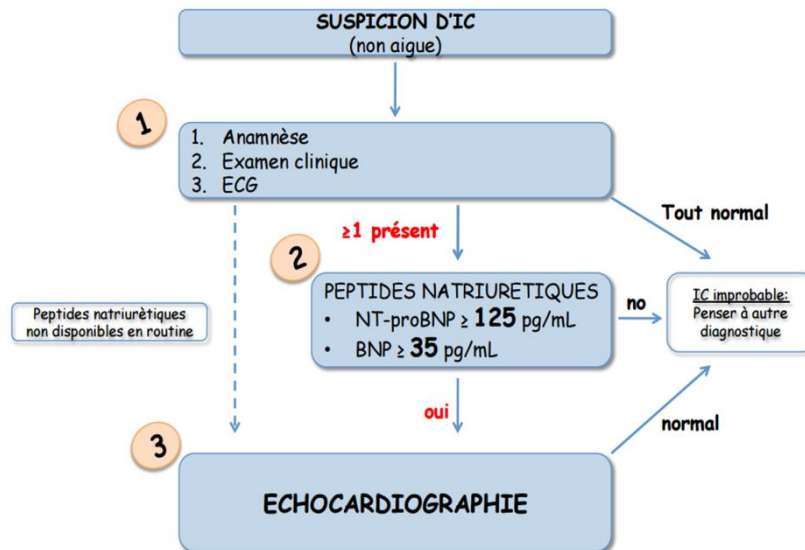 SUSPICION D'IC
(non aigue)
1
1. Anamnèse
2. Examen clinique
3. ECG
≥1 présent
Tout normal
2
PEPTIDES NATRIURETIQUES
• NT-proBNP ≥ 125 pg/mL
• BNP ≥ 35 pg/mL
no
IC improbable:
Penser à autre
diagnostique
Peptides natriurètiques
non disponibles en routine
oui
normal
3
ECHOCARDIOGRAPHIE